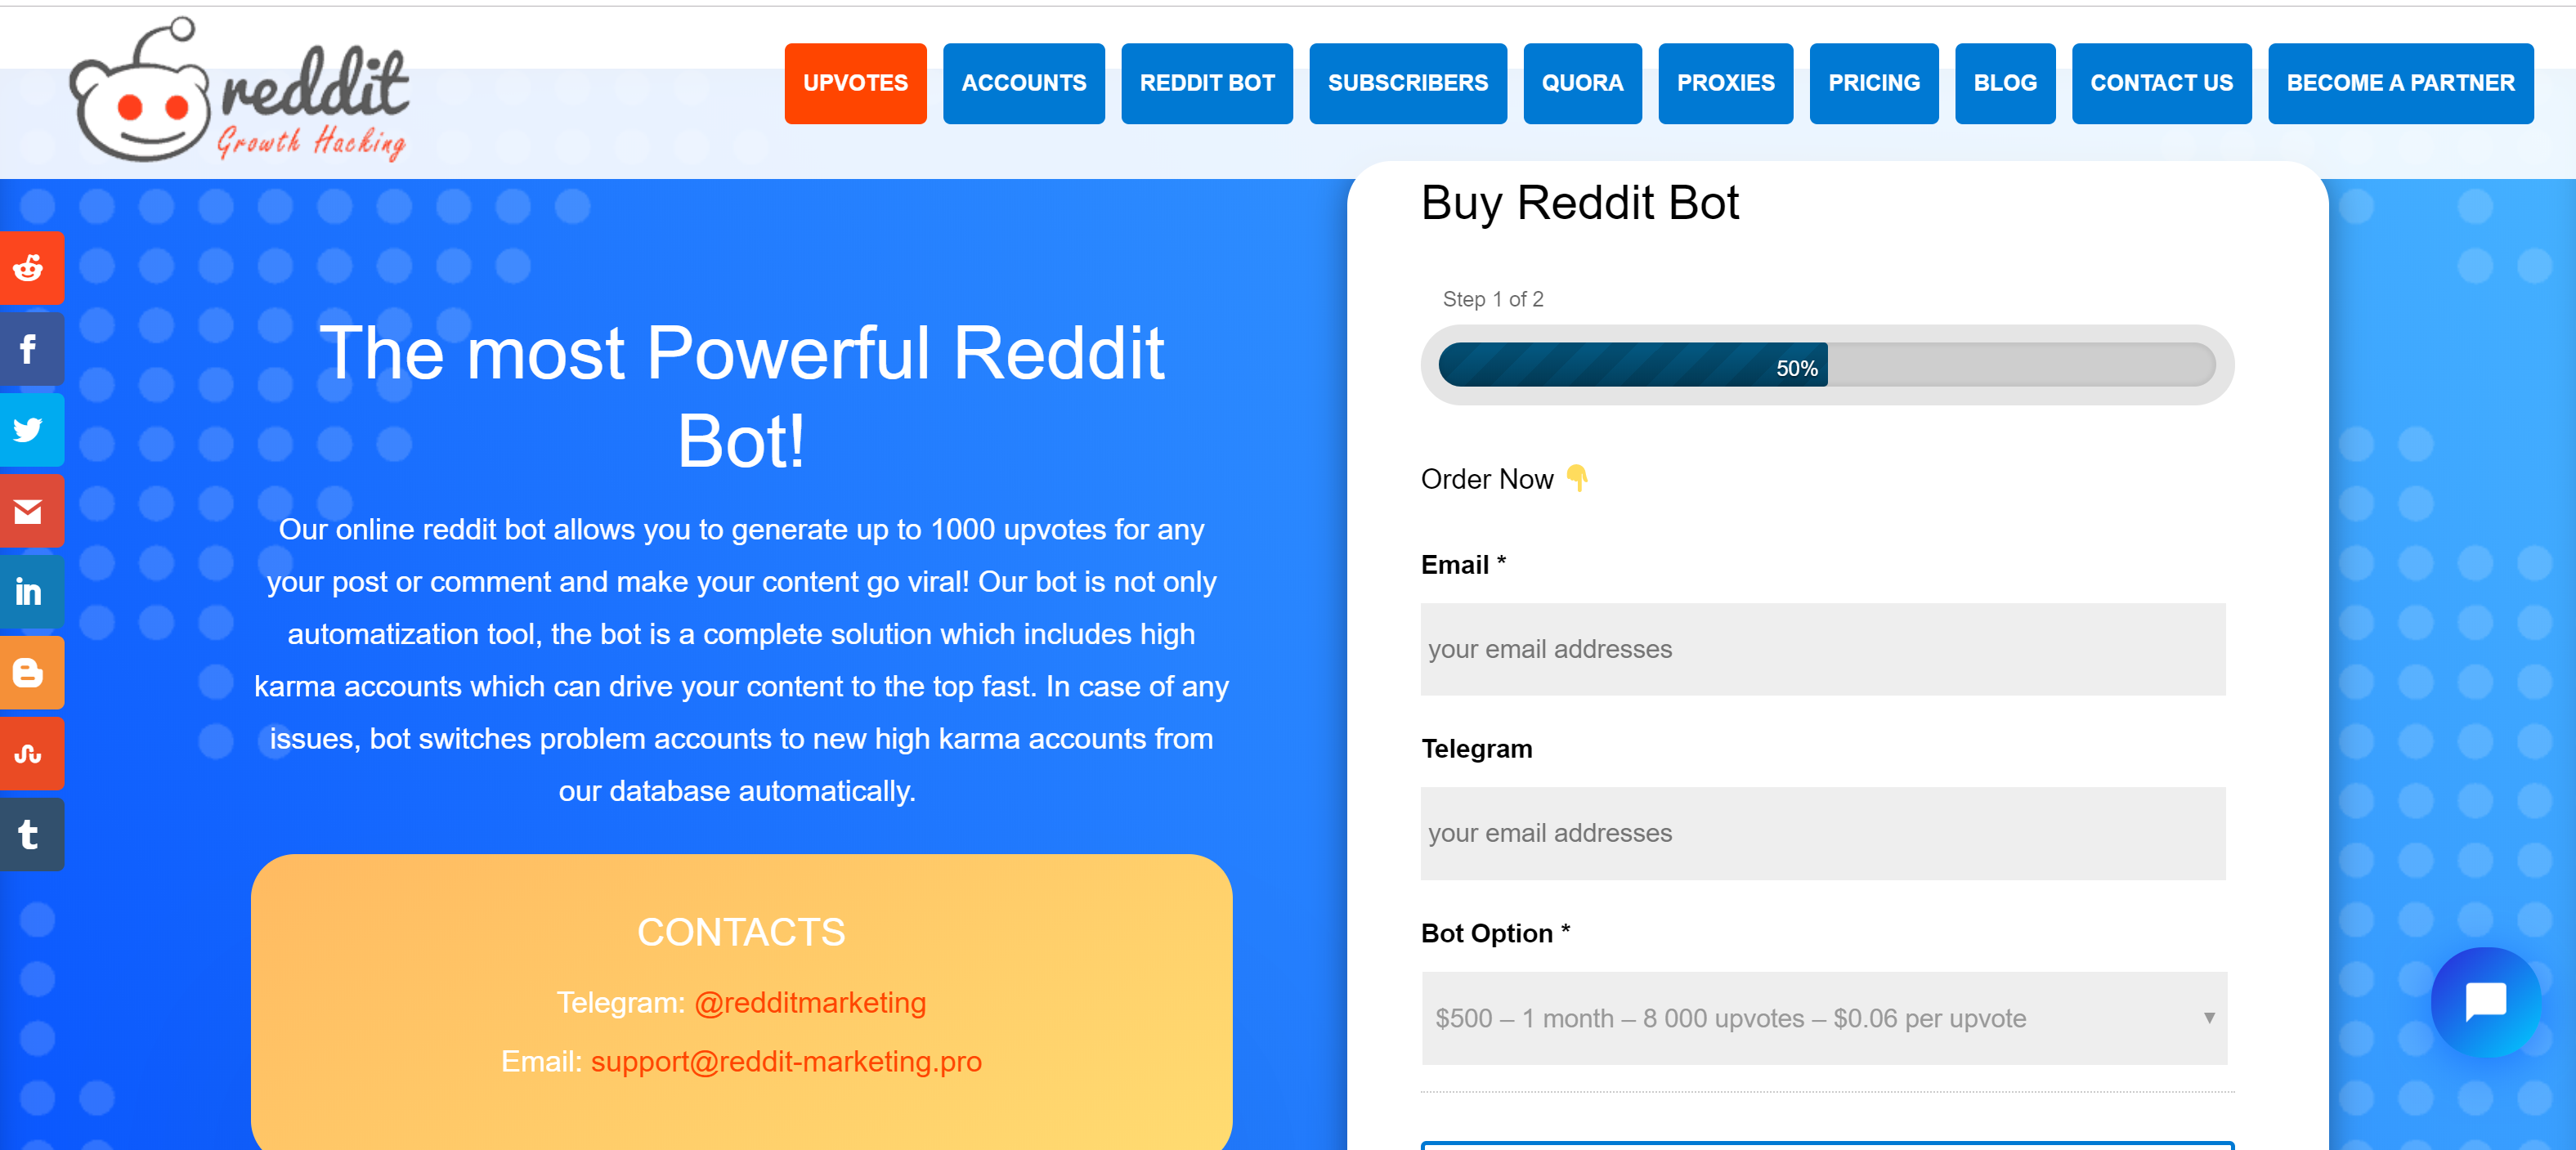 reddit
Growth Hacking
UPVOTES
ACCOUNTS
REDDIT BOT
SUBSCRIBERS
QUORA
PROXIES
PRICING
BLOG
CONTACT US
BECOME A PARTNER
The most Powerful Reddit
Bot!
Our online reddit bot allows you to generate up to 1000 upvotes for any
your post or comment and make your content go viral! Our bot is not only
automatization tool, the bot is a complete solution which includes high
karma accounts which can drive your content to the top fast. In case of any
issues, bot switches problem accounts to new high karma accounts from
our database automatically.
CONTACTS
Telegram: @redditmarketing
Email: support@reddit-marketing.pro
Buy Reddit Bot
Step 1 of 2
50%
Order Now 👇
Email *
your email addresses
Telegram
your email addresses
Bot Option *
$500 – 1 month – 8 000 upvotes – $0.06 per upvote